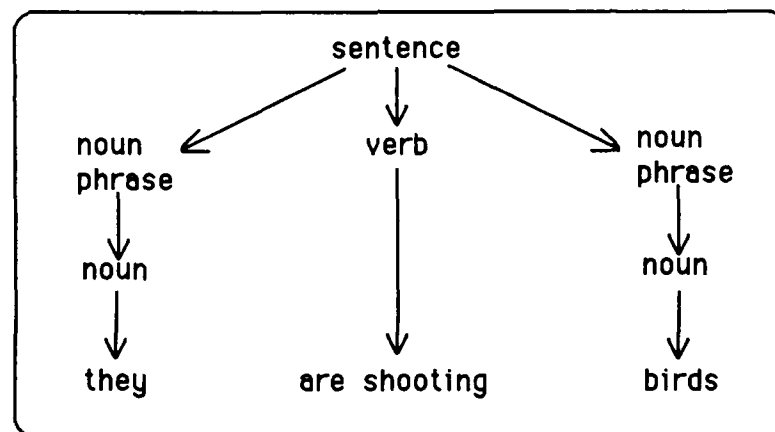 sentence
noun
phrase
verb
noun
phrase
noun
noun
they
are shooting
birds